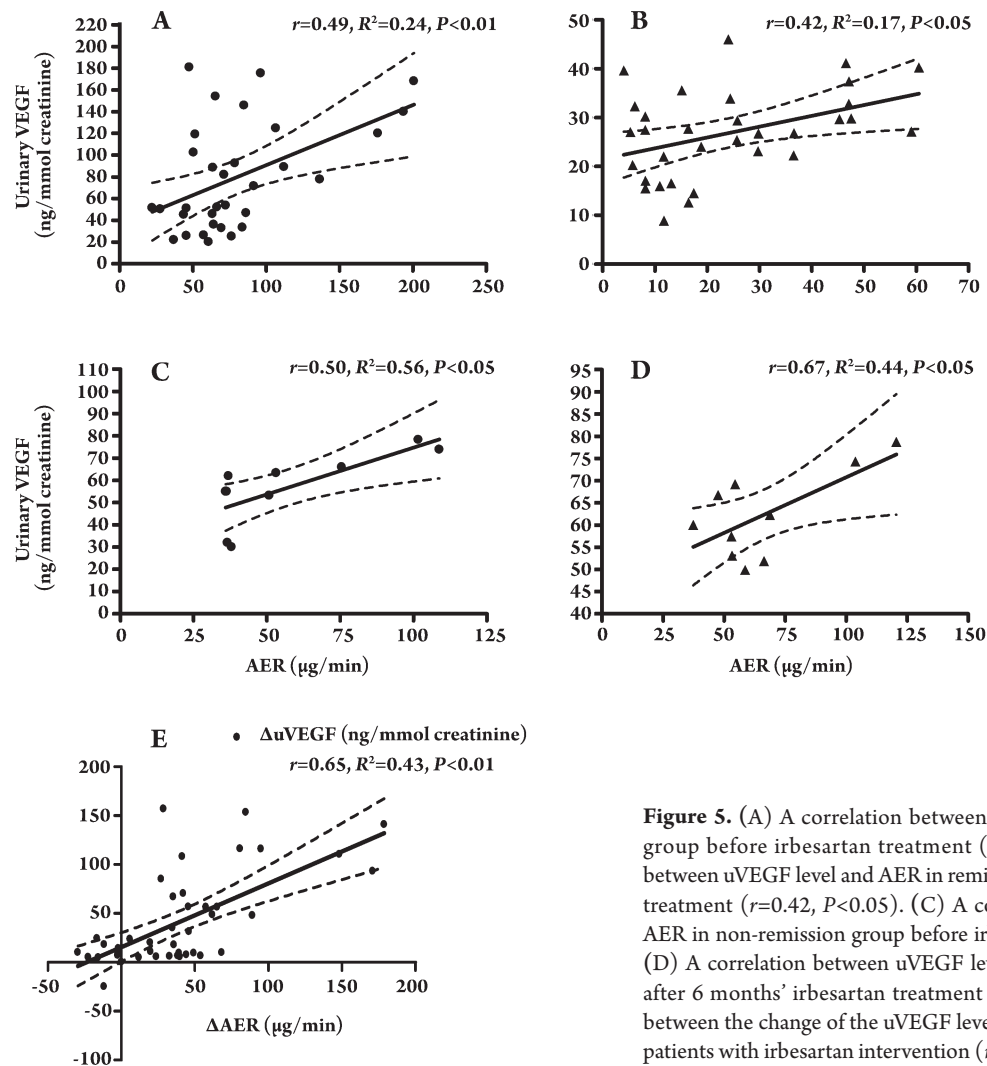 A
r=0.49, R²=0.24, P<0.01
Urinary VEGF
(ng/mmol creatinine)
220
200
180
160
140
120
100
80
60
40
20
0
0 50 100 150 200 250
B
r=0.42, R²=0.17, P<0.05
50
40
30
20
10
0
0 10 20 30 40 50 60 70
C
r=0.50, R²=0.56, P<0.05
Urinary VEGF
(ng/mmol creatinine)
110
100
90
80
70
60
50
40
30
20
10
0
0 25 50 75 100 125
AER (μg/min)
D
r=0.67, R²=0.44, P<0.05
95
90
85
80
75
70
65
60
55
50
45
40
0 25 50 75 100 125 150
AER (μg/min)
E
ΔuVEGF (ng/mmol creatinine)
r=0.65, R²=0.43, P<0.01
200
150
100
50
-50 50 100 150 200
-50
-100
ΔAER (μg/min)
Figure 5. (A) A correlation between
group before irbesartan treatment (
between uVEGF level and AER in remi
treatment (r=0.42, P<0.05). (C) A co
AER in non-remission group before ir
(D) A correlation between uVEGF lev
after 6 months' irbesartan treatment
between the change of the uVEGF leve
patients with irbesartan intervention (r